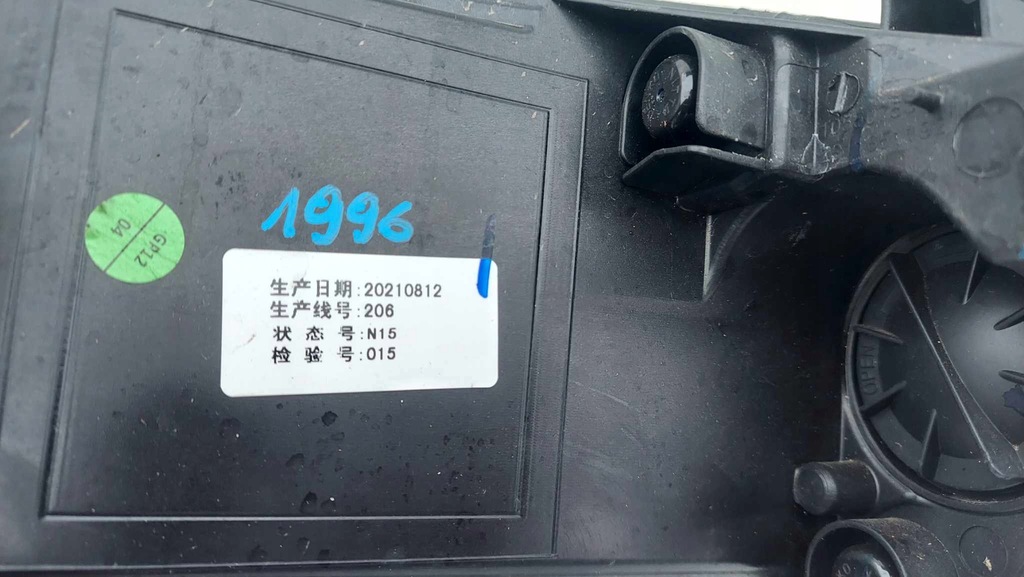 1996
GP12
04
生产日期:20210812
生产线号:206
状 态 号:N15
检 验 号:015